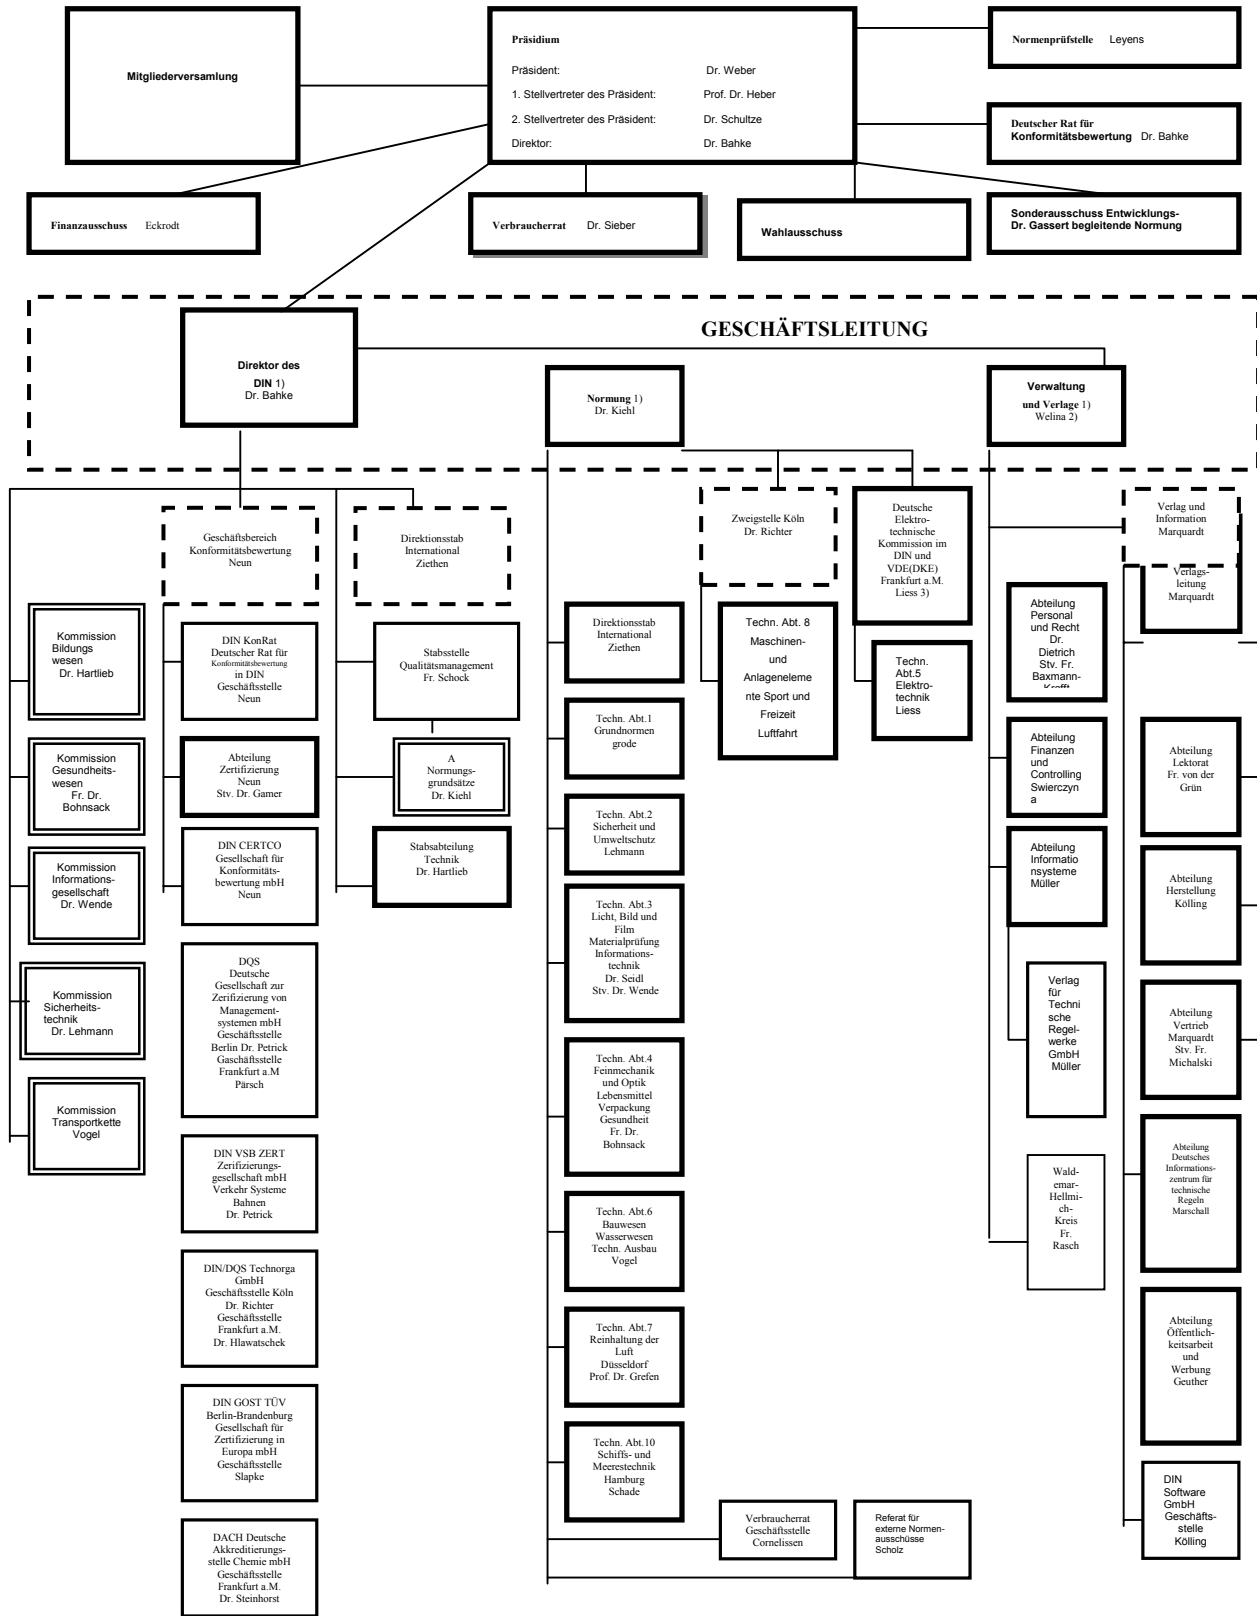 Mitgliederversamlung
Präsidium
Präsident: Dr. Weber
1. Stellvertreter des Präsident: Prof. Dr. Heber
2. Stellvertreter des Präsident: Dr. Schultze
Direktor: Dr. Bahke
Normenprüfstelle Leyens
Deutscher Rat für
Konformitätsbewertung Dr. Bahke
Finanzausschuss Eckrodt
Verbraucherrat Dr. Sieber
Wahlausschuss
Sonderausschuss Entwicklungs-
Dr. Gassert begleitende Normung
GESCHÄFTSLEITUNG
Direktor des
DIN 1)
Dr. Bahke
Normung 1)
Dr. Kiehl
Verwaltung
und Verlage 1)
Welina 2)
Geschäftsbereich
Konformitätsbewertung
Neun
Direktionsstab
International
Ziethen
Zweigstelle Köln
Dr. Richter
Deutsche
Elektro-
technische
Kommission im
DIN und
VDE(DKE)
Frankfurt a.M.
Liess 3)
Verlag und
Information
Marquardt
Verlags-
leitung
Marquardt
Kommission
Bildungs
wesen
Dr. Hartlieb
Kommission
Gesundheits-
wesen
Fr. Dr.
Bohnsack
Kommission
Informations-
gesellschaft
Dr. Wende
Kommission
Sicherheits-
technik
Dr. Lehmann
Kommission
Transportkette
Vogel
DIN KonRat
Deutscher Rat für
Konformitätsbewertung
in DIN
Geschäftsstelle
Neun
Abteilung
Zertifizierung
Neun
Stv. Dr. Gamer
DIN CERTCO
Gesellschaft für
Konformitäts-
bewertung mbH
Neun
DQS
Deutsche
Gesellschaft zur
Zerifizierung von
Management-
systemen mbH
Geschäftsstelle
Berlin Dr. Petrick
Gaschäftsstelle
Frankfurt a.M
Pärsch
DIN VSB ZERT
Zerifizierungs-
gesellschaft mbH
Verkehr Systeme
Bahnen
Dr. Petrick
DIN/DQS Technorga
GmbH
Geschäftsstelle Köln
Dr. Richter
Geschäftsstelle
Frankfurt a.M.
Dr. Hlawatschek
DIN GOST TÜV
Berlin-Brandenburg
Gesellschaft für
Zertifizierung in
Europa mbH
Geschäftsstelle
Slapke
DACH Deutsche
Akkreditierungs-
stelle Chemie mbH
Geschäftsstelle
Frankfurt a.M.
Dr. Steinhorst
Stabsstelle
Qualitätsmanagement
Fr. Schock
A
Normungs-
grundsätze
Dr. Kiehl
Stabsabteilung
Technik
Dr. Hartlieb
Direktionsstab
International
Ziethen
Techn. Abt.1
Grundnormen
grode
Techn. Abt.2
Sicherheit und
Umweltschutz
Lehmann
Techn. Abt.3
Licht, Bild und
Film
Materialprüfung
Informations-
technik
Dr. Seidl
Stv. Dr. Wende
Techn. Abt.4
Feinmechanik
und Optik
Lebensmittel
Verpackung
Gesundheit
Fr. Dr.
Bohnsack
Techn. Abt.6
Bauwesen
Wasserwesen
Techn. Ausbau
Vogel
Techn. Abt.7
Reinhaltung der
Luft
Düsseldorf
Prof. Dr. Grefen
Techn. Abt.10
Schiffs- und
Meerestechnik
Hamburg
Schade
Techn. Abt. 8
Maschinen-
und
Anlageneleme
nte Sport und
Freizeit
Luftfahrt
Techn.
Abt.5
Elektro-
technik
Liess
Verbraucherrat
Geschäftsstelle
Cornelissen
Referat für
externe Normen-
ausschüsse
Scholz
Abteilung
Personal
und Recht
Dr.
Dietrich
Stv. Fr.
Baxmann-
Krofft
Abteilung
Finanzen
und
Controlling
Swierczyn
a
Abteilung
Informatio
nsysteme
Müller
Verlag
für
Techni
sche
Regel-
werke
GmbH
Müller
Wald-
emar-
Hellmi-
ch-
Kreis
Fr.
Rasch
Abteilung
Lektorat
Fr. von der
Grün
Abteilung
Herstellung
Kölling
Abteilung
Vertrieb
Marquardt
Stv. Fr.
Michalski
Abteilung
Deutsches
Informations-
zentrum für
technische
Regeln
Marschall
Abteilung
Öffentlich-
keitsarbeit
und
Werbung
Geuther
DIN
Software
GmbH
Geschäfts-
stelle
Kölling